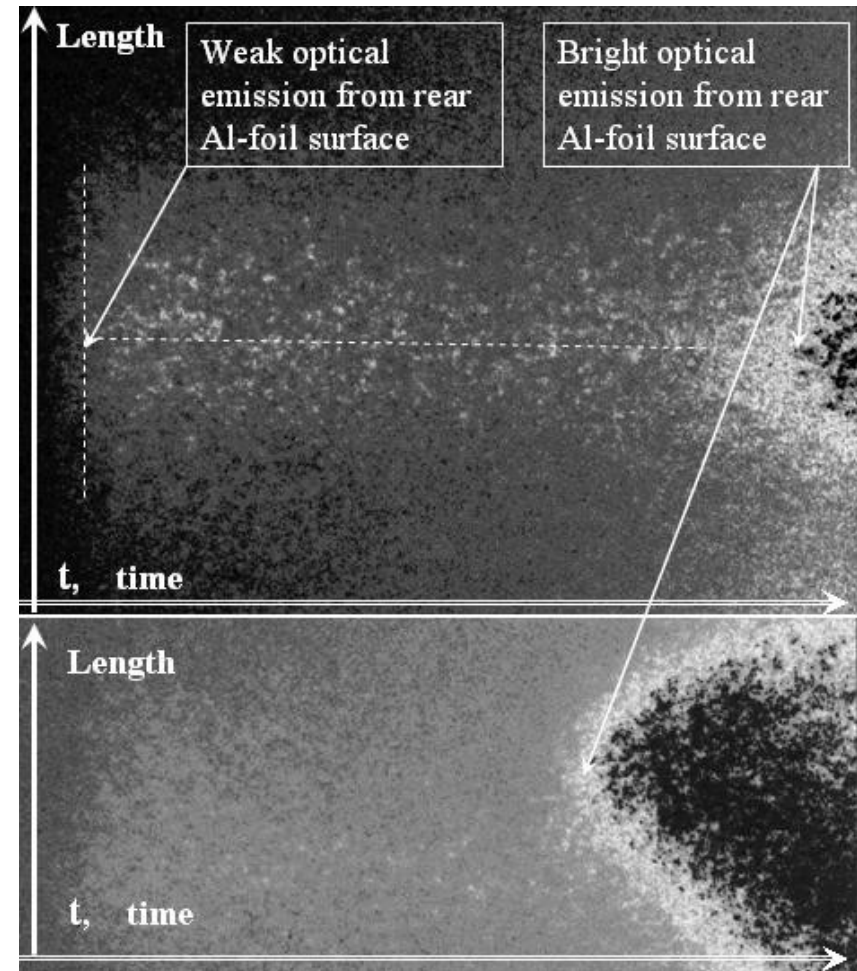 Length
Weak optical
emission from rear
Al-foil surface
Bright optical
emission from rear
Al-foil surface
t, time
Length
t, time